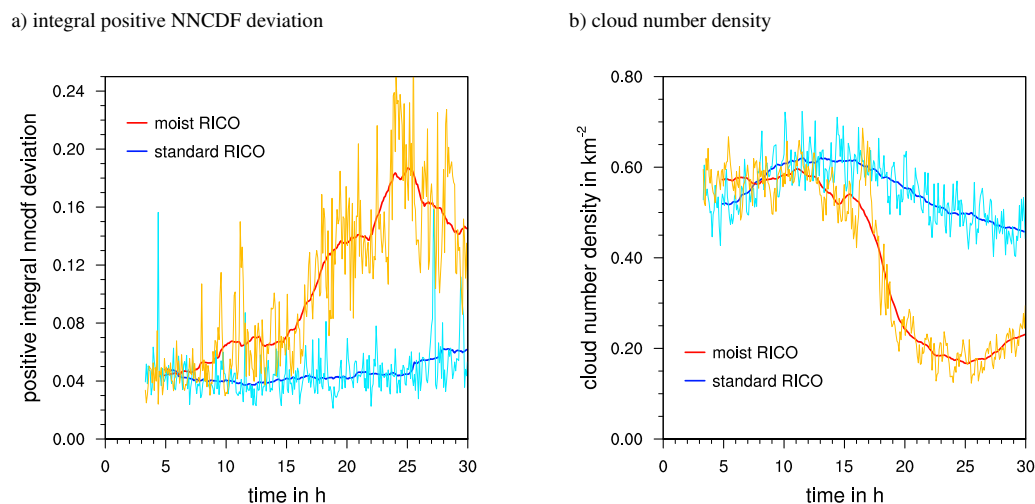 a) integral positive NNCDF deviation
b) cloud number density
positive integral nncdf deviation
0.24
0.20
0.16
0.12
0.08
0.04
0.00
moist RICO
standard RICO
0 5 10 15 20 25 30
time in h
cloud number density in km-2
0.80
0.60
0.40
0.20
0.00
moist RICO
standard RICO
0 5 10 15 20 25 30
time in h